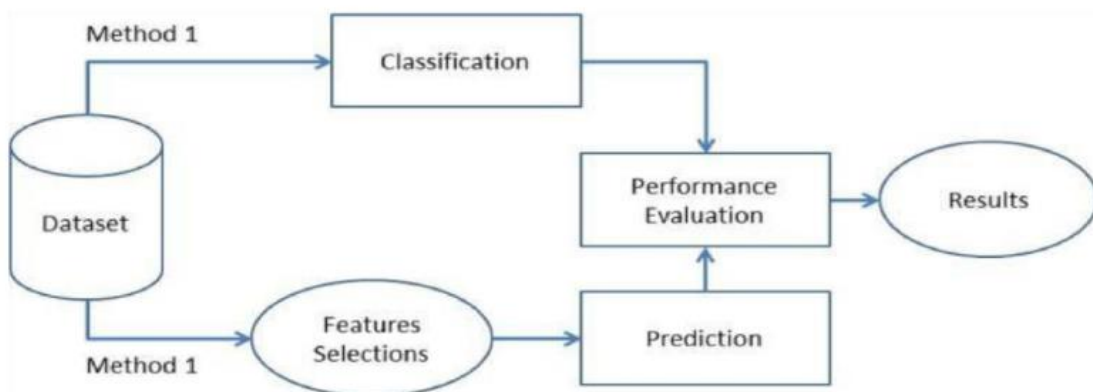 Method 1
Classification
Dataset
Performance
Evaluation
Results
Features
Selections
Prediction
Method 1